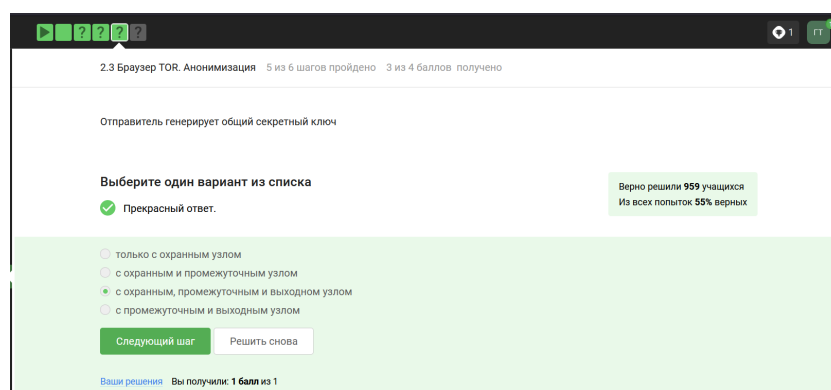 ? ? ? ?
1
ГТ
2.3 Браузер TOR. Анонимизация 5 из 6 шагов пройдено 3 из 4 баллов получено
Отправитель генерирует общий секретный ключ
Выберите один вариант из списка
Прекрасный ответ.
Верно решили 959 учащихся
Из всех попыток 55% верных
только с охранным узлом
с охранным и промежуточным узлом
с охранным, промежуточным и выходном узлом
с промежуточным и выходным узлом
Следующий шаг Решить снова
Ваши решения Вы получили: 1 балл из 1